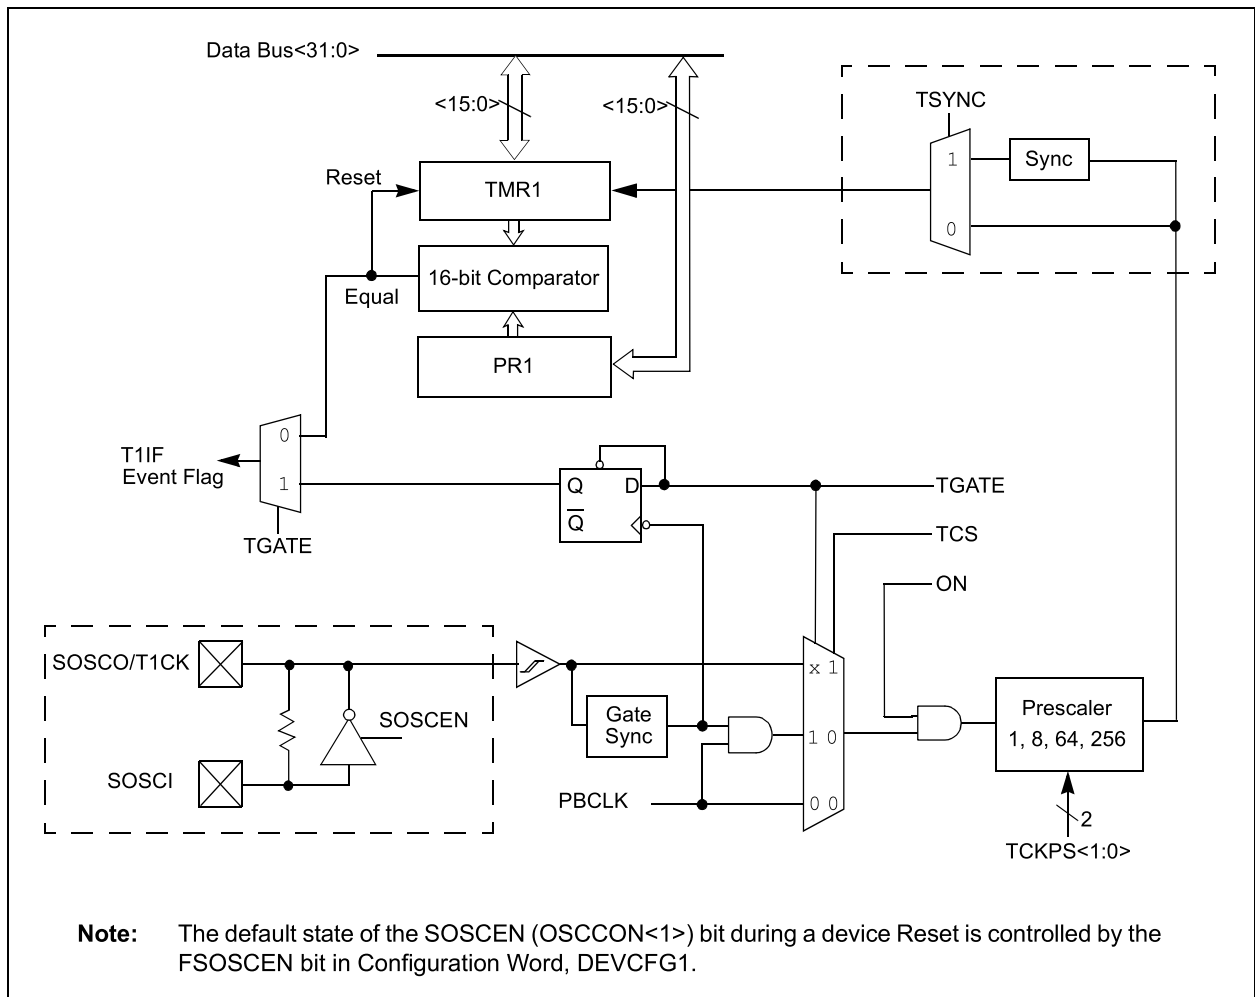 Data Bus<31:0>
<15:0>
<15:0>
TSYNC
1
Sync
0
Reset
TMR1
16-bit Comparator
Equal
PR1
0
1
T1IF
Event Flag
TGATE
Q
D
Q̅
TGATE
TCS
ON
SOSCO/T1CK
SOSCEN
SOSCI
Gate
Sync
PBCLK
x 1
1 0
0 0
Prescaler
1, 8, 64, 256
2
TCKPS<1:0>
Note: The default state of the SOSCEN (OSCCON<1>) bit during a device Reset is controlled by the
FSOSCEN bit in Configuration Word, DEVCFG1.